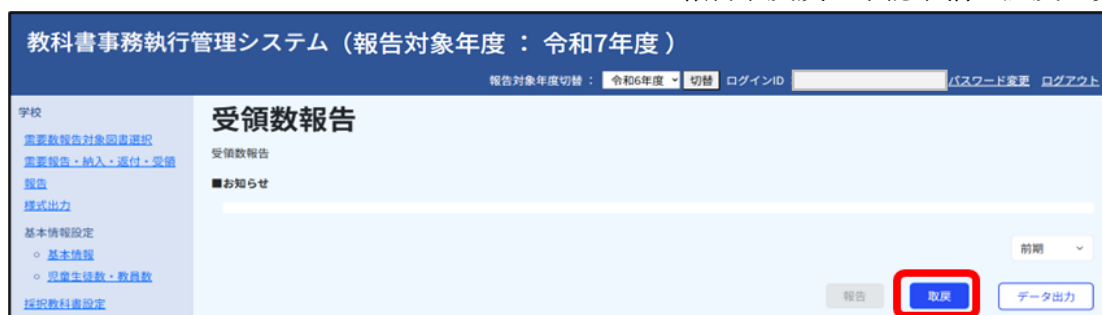 教科書事務執行管理システム（報告対象年度 ： 令和7年度 ）
報告対象年度切替 ： 令和6年度 切替 ログインID パスワード変更 ログアウト
学校
需要数報告対象図書選択
需要報告・納入・返付・受領
報告
様式出力
基本情報設定
基本情報
児童生徒数・教員数
採択教科書設定
受領数報告
受領数報告
■お知らせ
前期
報告 取戻 データ出力